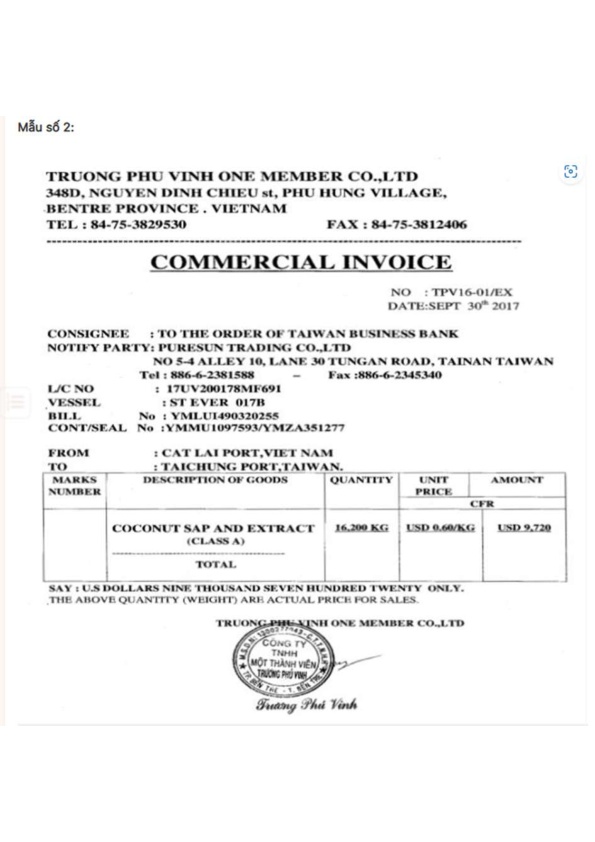 Mẫu số 2:
TRUONG PHU VINH ONE MEMBER CO.,LTD
348D, NGUYEN DINH CHIEU st, PHU HUNG VILLAGE,
BENTRE PROVINCE . VIETNAM
TEL : 84-75-3829530 FAX : 84-75-3812406
COMMERCIAL INVOICE
NO : TPV16-01/EX
DATE:SEPT 30th 2017
CONSIGNEE : TO THE ORDER OF TAIWAN BUSINESS BANK
NOTIFY PARTY: PURESUN TRADING CO.,LTD
NO 5-4 ALLEY 10, LANE 30 TUNGAN ROAD, TAINAN TAIWAN
Tel : 886-6-2381588 – Fax :886-6-2345340
L/C NO : 17UV200178MF691
VESSEL : ST EVER 017B
BILL No : YMLUI490320255
CONT/SEAL No :YMMU1097593/YMZA351277
FROM : CAT LAI PORT,VIET NAM
TO : TAICHUNG PORT,TAIWAN.
MARKS NUMBER DESCRIPTION OF GOODS QUANTITY UNIT PRICE AMOUNT
CFR
COCONUT SAP AND EXTRACT 16,200 KG USD 0.60/KG USD 9,720
(CLASS A)
TOTAL
SAY : U.S DOLLARS NINE THOUSAND SEVEN HUNDRED TWENTY ONLY.
THE ABOVE QUANTITY (WEIGHT) ARE ACTUAL PRICE FOR SALES.
TRUONG PHU VINH ONE MEMBER CO.,LTD
CÔNG TY
TNHH
MỘT THÀNH VIÊN
TRƯƠNG PHÚ VINH
Trương Phú Vinh